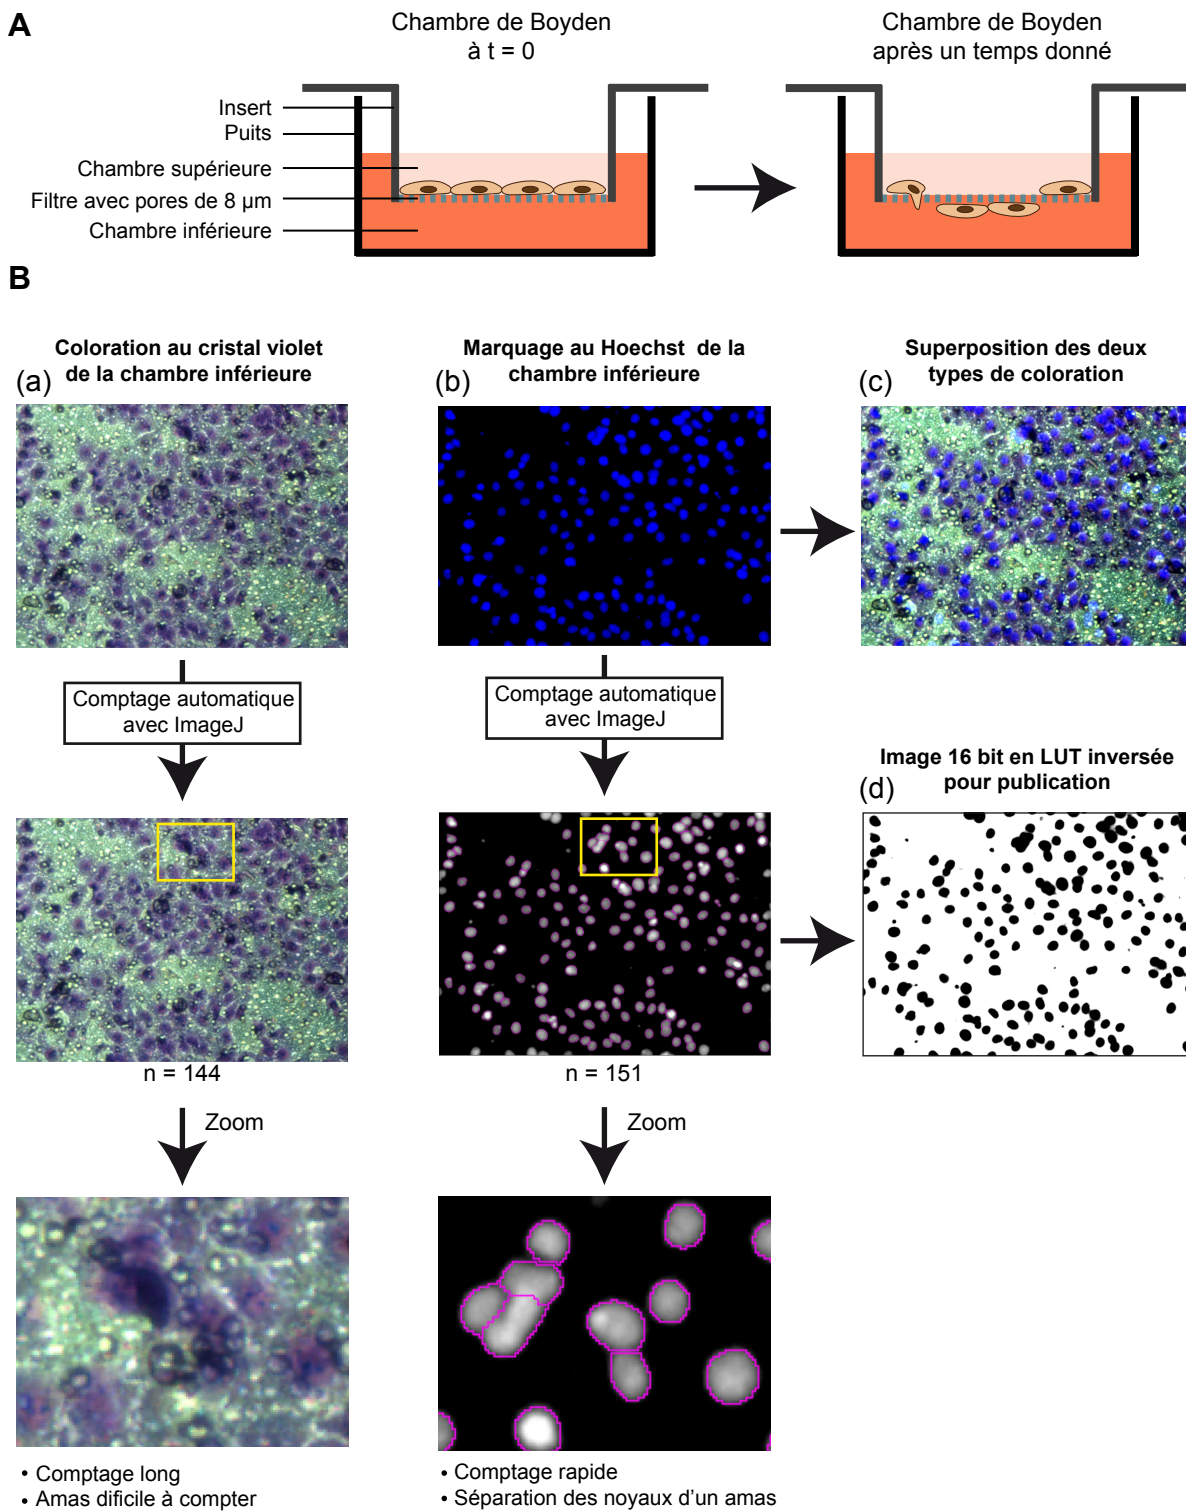 A
Chambre de Boyden
à t = 0
Chambre de Boyden
après un temps donné
Insert
Puits
Chambre supérieure
Filtre avec pores de 8 µm
Chambre inférieure
B
Coloration au cristal violet
de la chambre inférieure
(a)
Marquage au Hoechst de la
chambre inférieure
(b)
Superposition des deux
types de coloration
(c)
Comptage automatique
avec ImageJ
Comptage automatique
avec ImageJ
Image 16 bit en LUT inversée
pour publication
(d)
n = 144
n = 151
Zoom
Zoom
• Comptage long
• Amas dificile à compter
• Comptage rapide
• Séparation des noyaux d'un amas